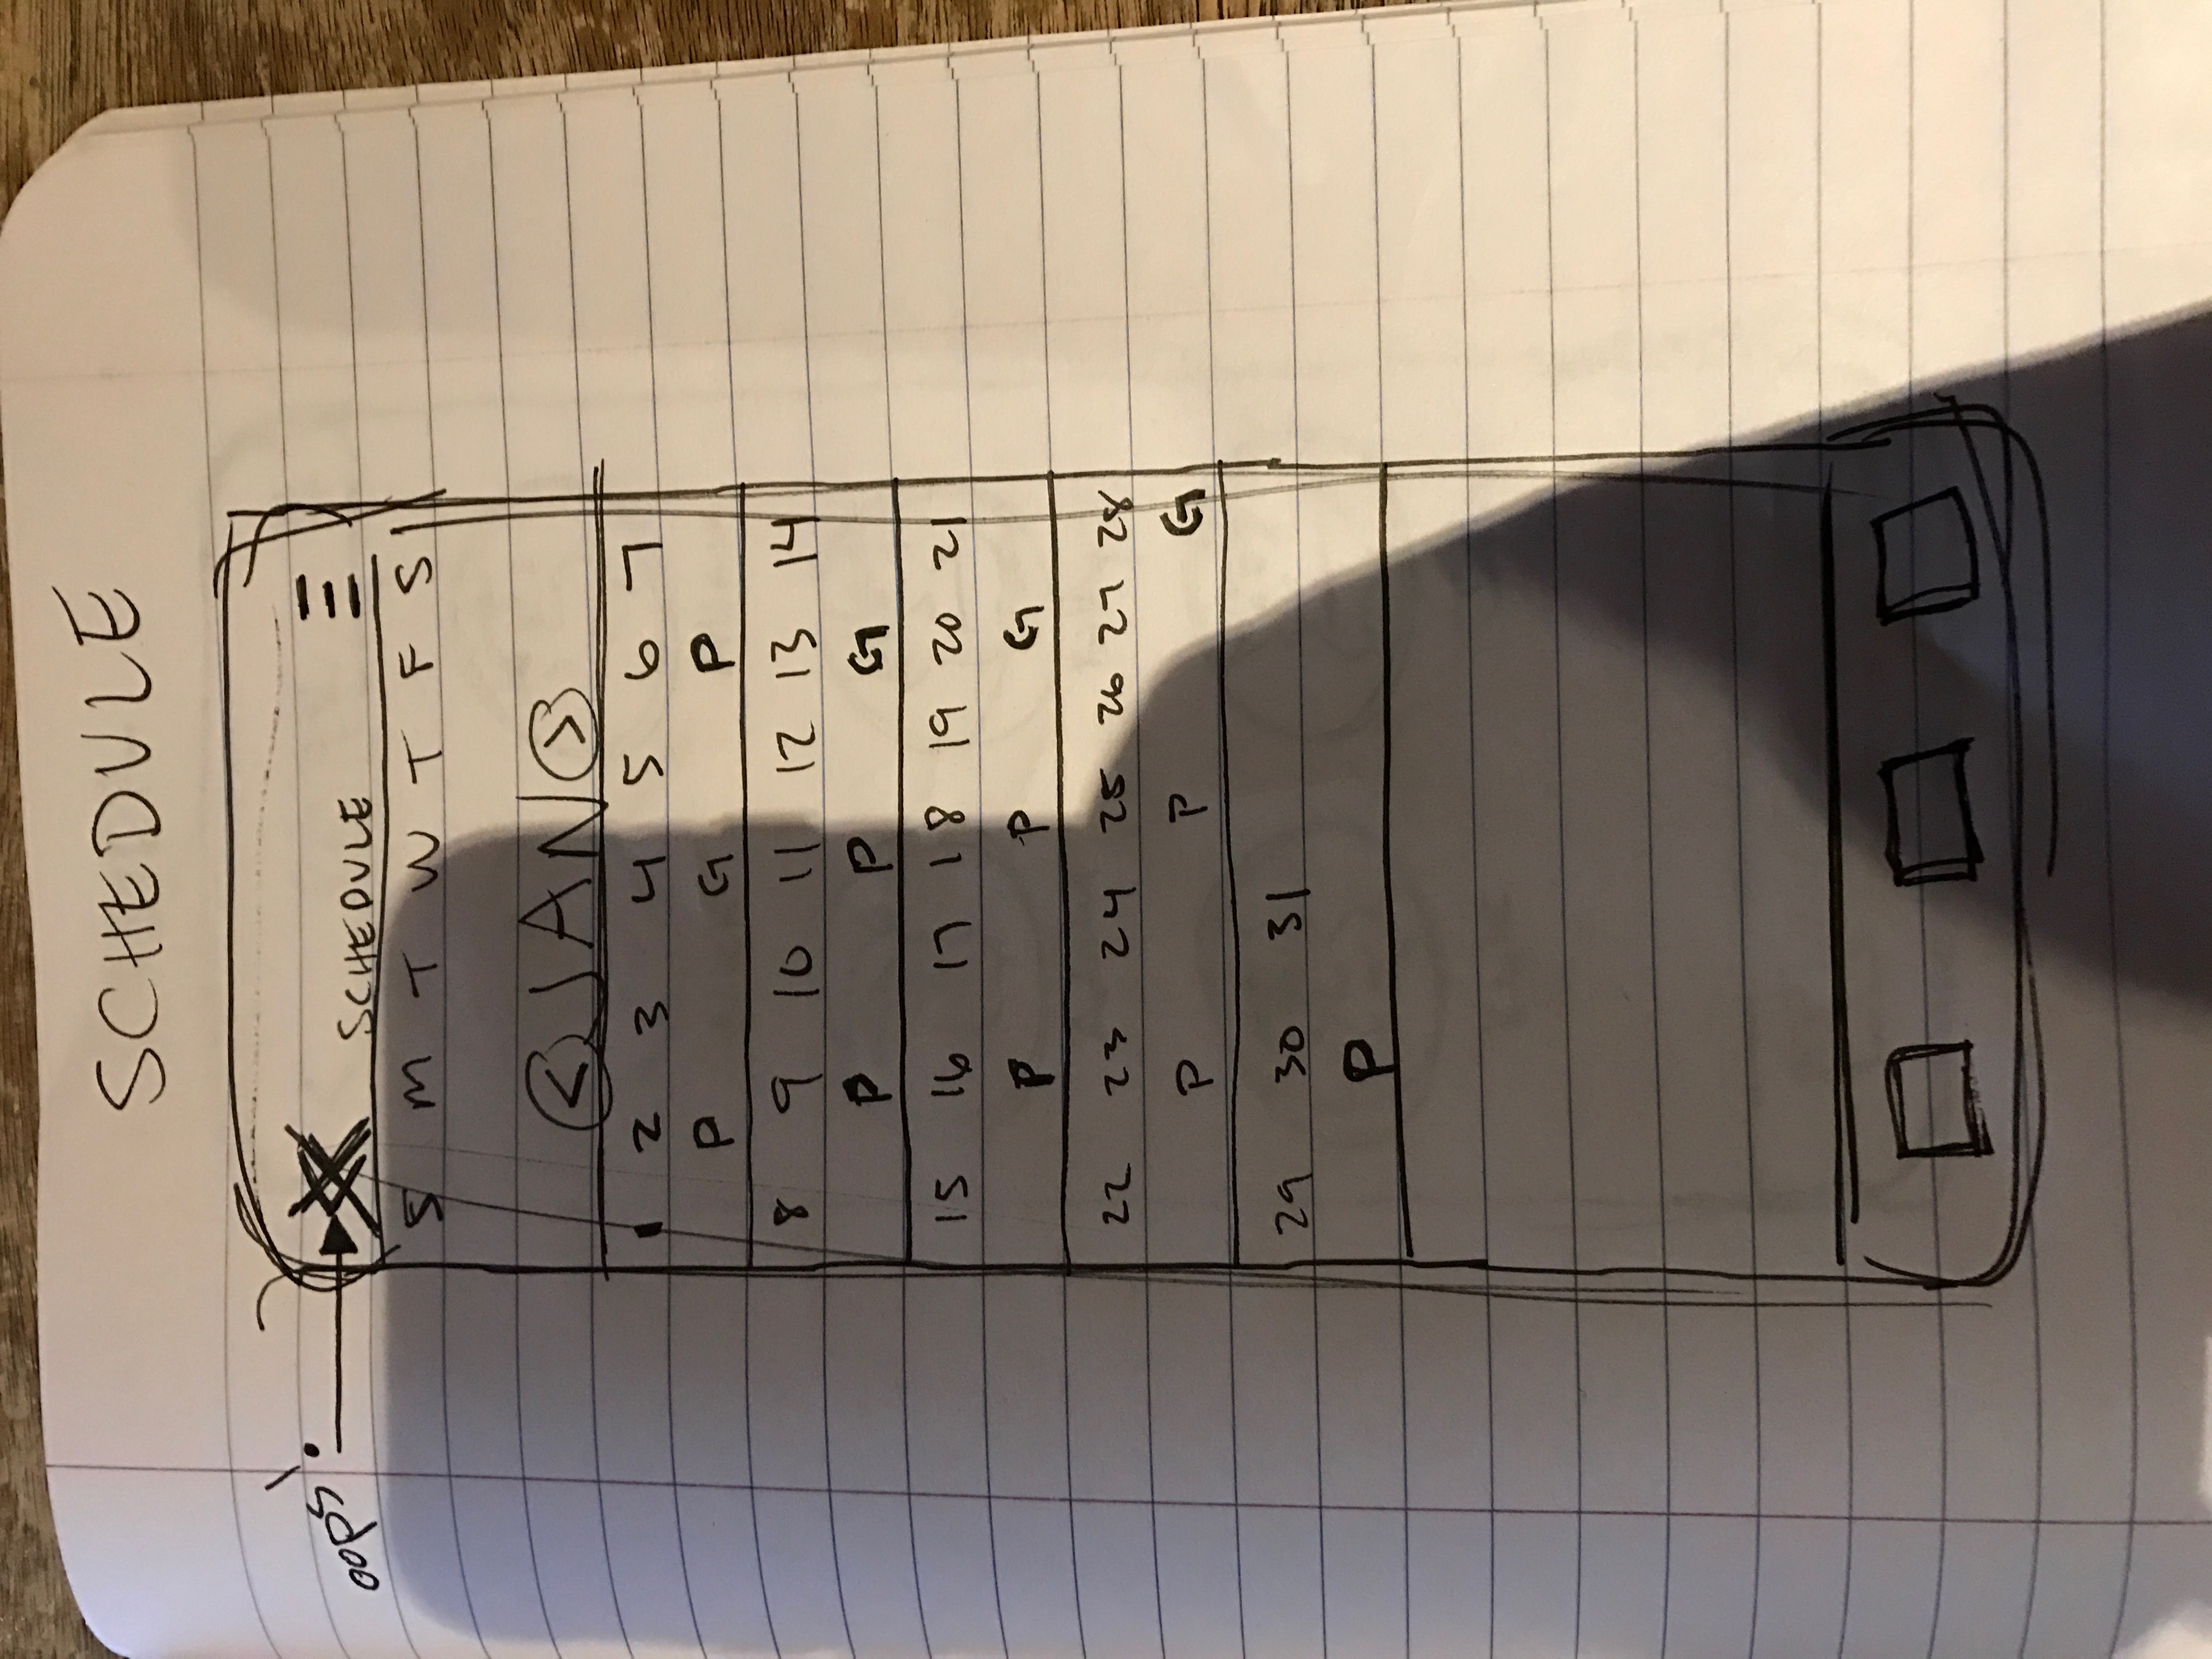 SCHEDULE
oops!
SCHEDULE
S M T W T F S
< JAN >
1 2 3 4 5 6 7
P G P
8 9 10 11 12 13 14
P P G
15 16 17 18 19 20 21
P P G
22 23 24 25 26 27 28
P P G
29 30 31
P